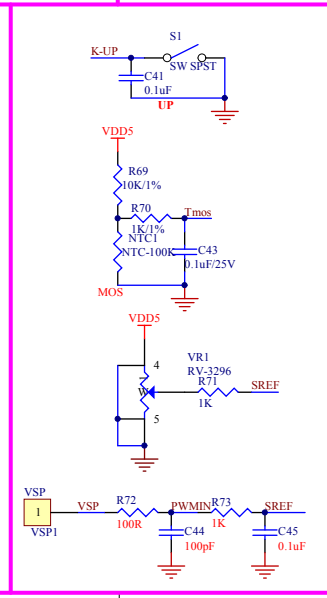 S1
K-UP
SW SPST
C41
0.1uF
UP
VDD5
R69
10K/1%
R70
Tmos
1K/1%
NTC1
C43
NTC-100K
0.1uF/25V
MOS
VDD5
4
VR1
RV-3296
R71
SREF
W
1K
5
VSP
VSP
R72
PWMIN
R73
SREF
1
VSP1
100R
C44
1K
C45
100pF
0.1uF